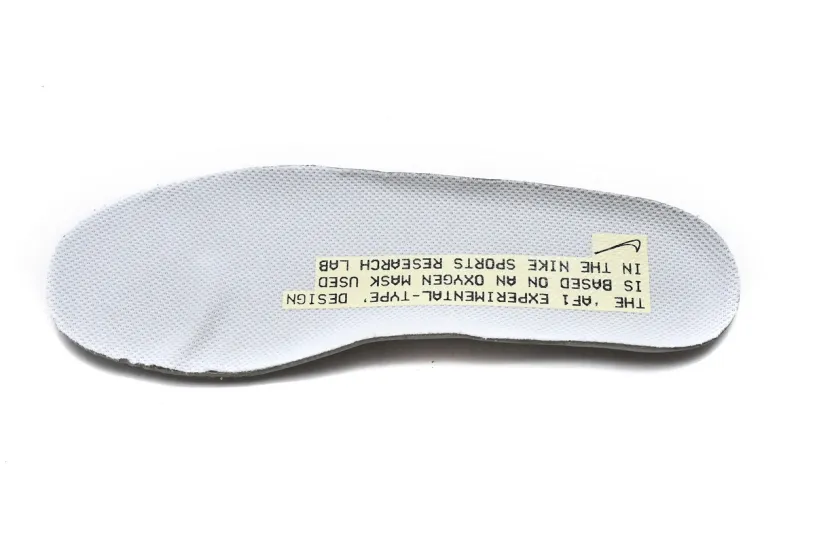 THE 'AF1 EXPERIMENTAL-TYPE' DESIGN
IS BASED ON AN OXYGEN MASK USED
IN THE NIKE SPORTS RESEARCH LAB